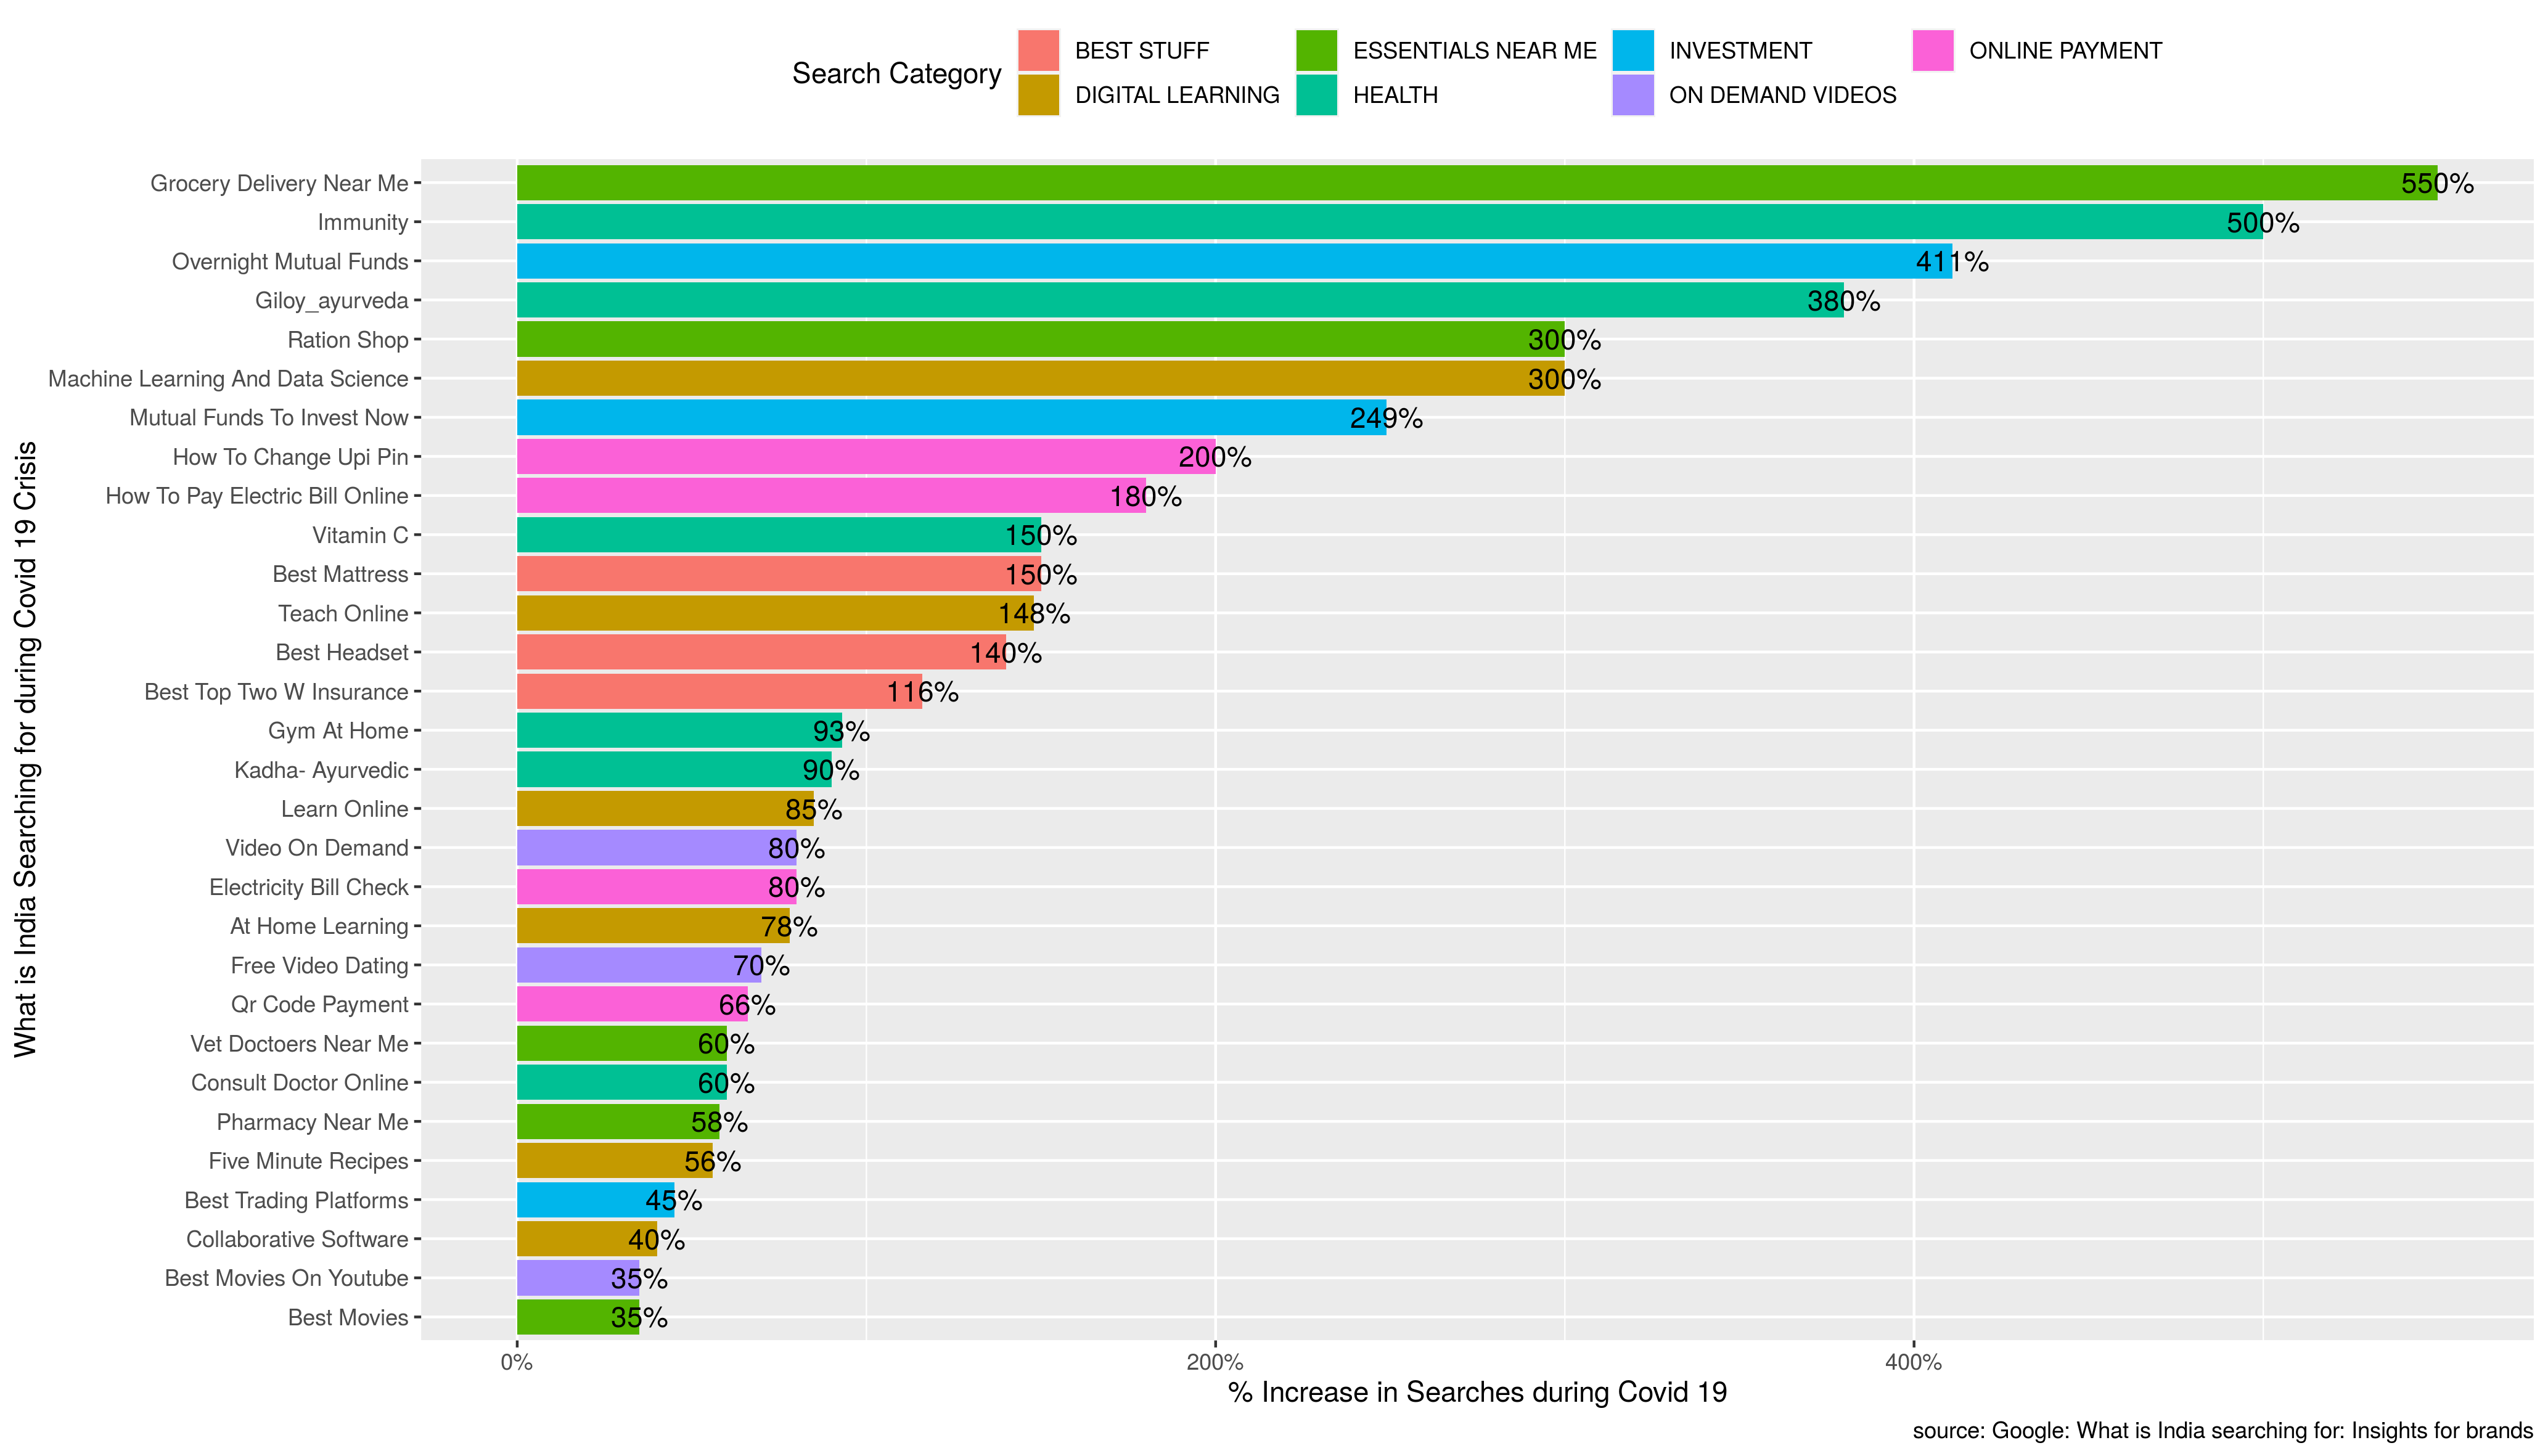 Search Category
BEST STUFF
ESSENTIALS NEAR ME
INVESTMENT
ONLINE PAYMENT
DIGITAL LEARNING
HEALTH
ON DEMAND VIDEOS
What is India Searching for during Covid 19 Crisis
Grocery Delivery Near Me 550%
Immunity 500%
Overnight Mutual Funds 411%
Giloy_ayurveda 380%
Ration Shop 300%
Machine Learning And Data Science 300%
Mutual Funds To Invest Now 249%
How To Change Upi Pin 200%
How To Pay Electric Bill Online 180%
Vitamin C 150%
Best Mattress 150%
Teach Online 148%
Best Headset 140%
Best Top Two W Insurance 116%
Gym At Home 93%
Kadha- Ayurvedic 90%
Learn Online 85%
Video On Demand 80%
Electricity Bill Check 80%
At Home Learning 78%
Free Video Dating 70%
Qr Code Payment 66%
Vet Doctoers Near Me 60%
Consult Doctor Online 60%
Pharmacy Near Me 58%
Five Minute Recipes 56%
Best Trading Platforms 45%
Collaborative Software 40%
Best Movies On Youtube 35%
Best Movies 35%
0% 200% 400%
% Increase in Searches during Covid 19
source: Google: What is India searching for: Insights for brands